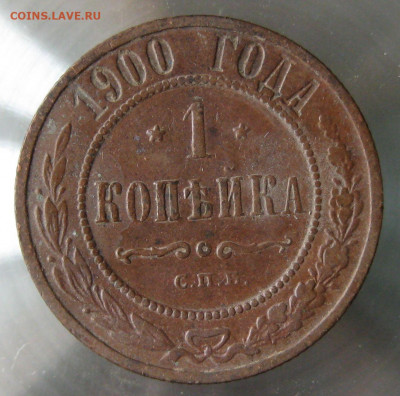 COINS.LAVE.RU
1900 ГОДА
* 1 *
КОПѢЙКА
С.П.Б.